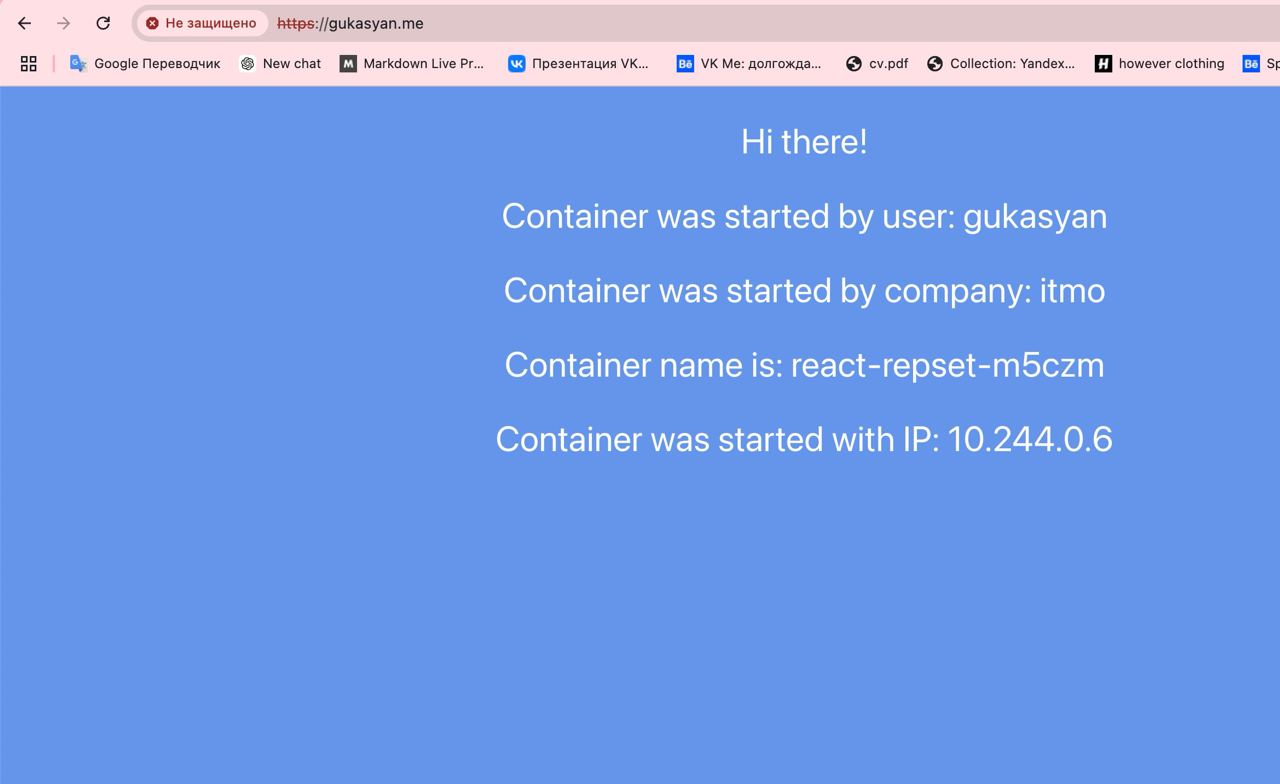 Не защищено https://gukasyan.me
Google Переводчик New chat M Markdown Live Pr... Презентация VK... Bē VK Me: долгожда... cv.pdf Collection: Yandex... H however clothing Bē Sp
Hi there!
Container was started by user: gukasyan
Container was started by company: itmo
Container name is: react-repset-m5czm
Container was started with IP: 10.244.0.6